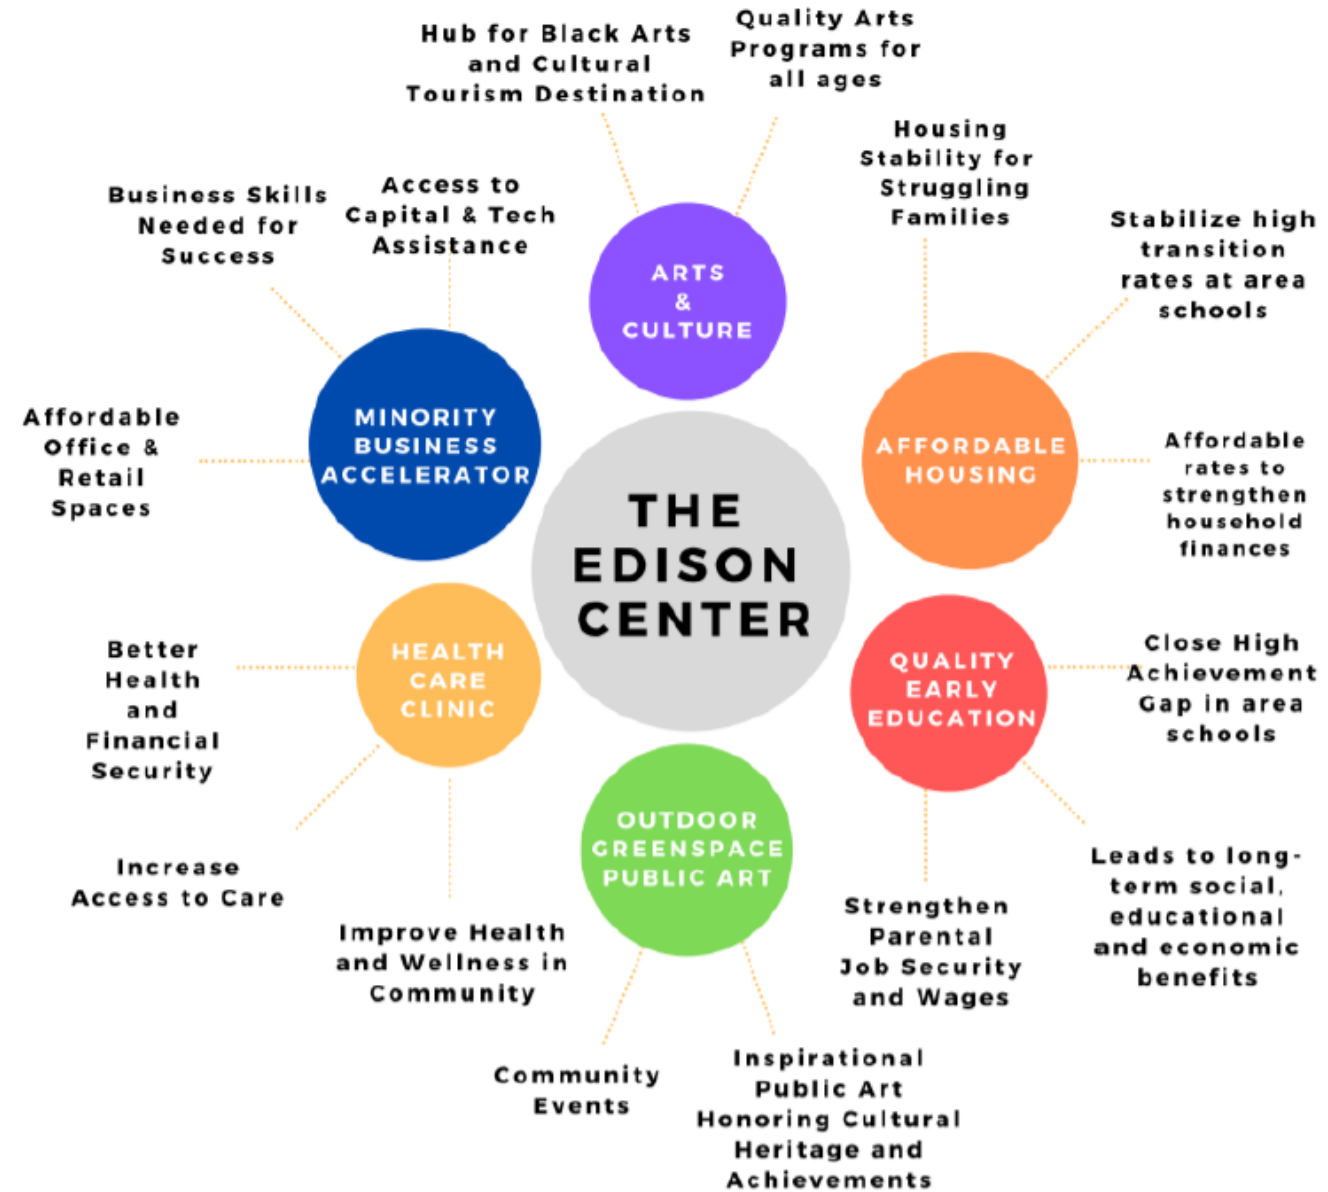 Hub for Black Arts
and Cultural
Tourism Destination
Quality Arts
Programs for
all ages
Housing
Stability for
Struggling
Families
Stabilize high
transition
rates at area
schools
Business Skills
Needed for
Success
Access to
Capital & Tech
Assistance
ARTS
&
CULTURE
Affordable
Office &
Retail
Spaces
MINORITY
BUSINESS
ACCELERATOR
AFFORDABLE
HOUSING
Affordable
rates to
strengthen
household
finances
THE
EDISON
CENTER
Better
Health
and
Financial
Security
HEALTH
CARE
CLINIC
QUALITY
EARLY
EDUCATION
Close High
Achievement
Gap in area
schools
OUTDOOR
GREENSPACE
PUBLIC ART
Increase
Access to Care
Improve Health
and Wellness in
Community
Strengthen
Parental
Job Security
and Wages
Leads to long-
term social,
educational
and economic
benefits
Community
Events
Inspirational
Public Art
Honoring Cultural
Heritage and
Achievements